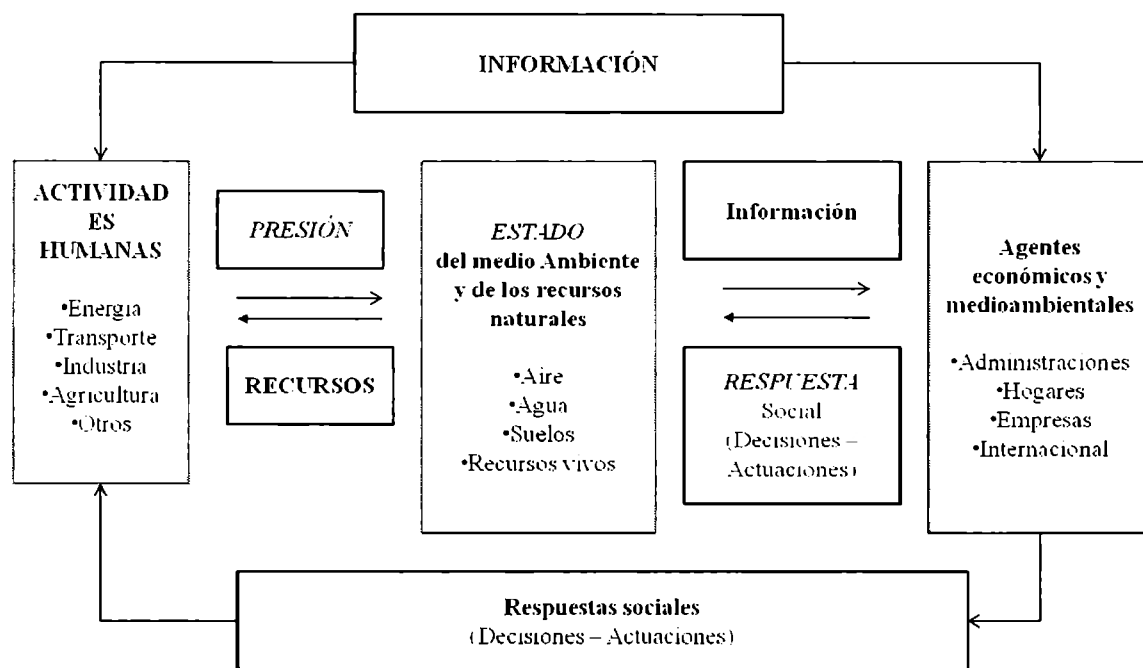 INFORMACIÓN
ACTIVIDAD
ES
HUMANAS
•Energía
•Transporte
•Industria
•Agricultura
•Otros
PRESIÓN
RECURSOS
ESTADO
del medio Ambiente
y de los recursos
naturales
•Aire
•Agua
•Suelos
•Recursos vivos
Información
RESPUESTA
Social
(Decisiones –
Actuaciones)
Agentes
económicos y
medioambientales
•Administraciones
•Hogares
•Empresas
•Internacional
Respuestas sociales
(Decisiones – Actuaciones)